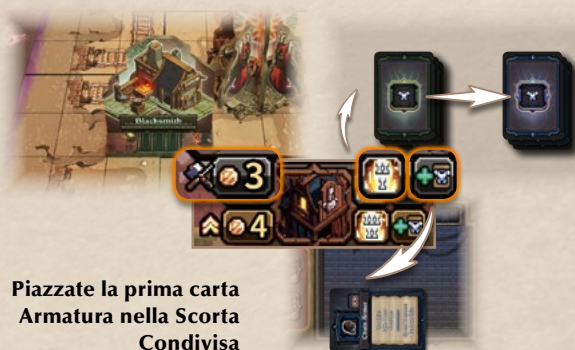 Blacksmith
3
4
Piazzate la prima carta
Armatura nella Scorta
Condivisa